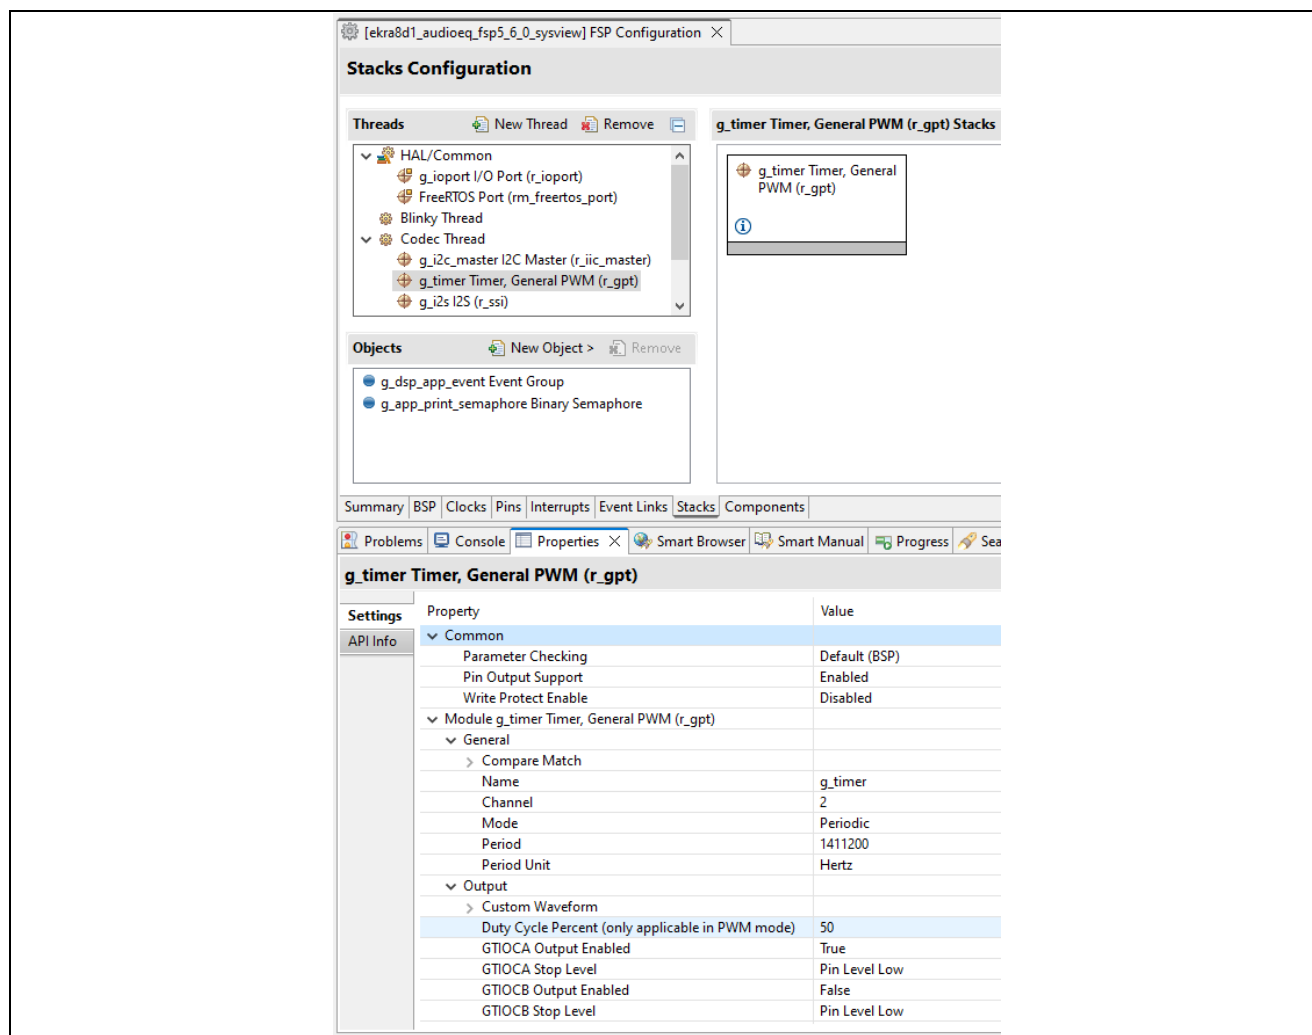 [ekra8d1_audioeq_fsp5_6_0_sysview] FSP Configuration
Stacks Configuration
Threads New Thread Remove
HAL/Common
g_ioport I/O Port (r_ioport)
FreeRTOS Port (rm_freertos_port)
Blinky Thread
Codec Thread
g_i2c_master I2C Master (r_iic_master)
g_timer Timer, General PWM (r_gpt)
g_i2s I2S (r_ssi)
g_timer Timer, General PWM (r_gpt) Stacks
g_timer Timer, General
PWM (r_gpt)
Objects New Object > Remove
g_dsp_app_event Event Group
g_app_print_semaphore Binary Semaphore
Summary BSP Clocks Pins Interrupts Event Links Stacks Components
Problems Console Properties Smart Browser Smart Manual Progress Sea
g_timer Timer, General PWM (r_gpt)
Settings
API Info
Property Value
Common
Parameter Checking Default (BSP)
Pin Output Support Enabled
Write Protect Enable Disabled
Module g_timer Timer, General PWM (r_gpt)
General
Compare Match
Name g_timer
Channel 2
Mode Periodic
Period 1411200
Period Unit Hertz
Output
Custom Waveform
Duty Cycle Percent (only applicable in PWM mode) 50
GTIOCA Output Enabled True
GTIOCA Stop Level Pin Level Low
GTIOCB Output Enabled False
GTIOCB Stop Level Pin Level Low